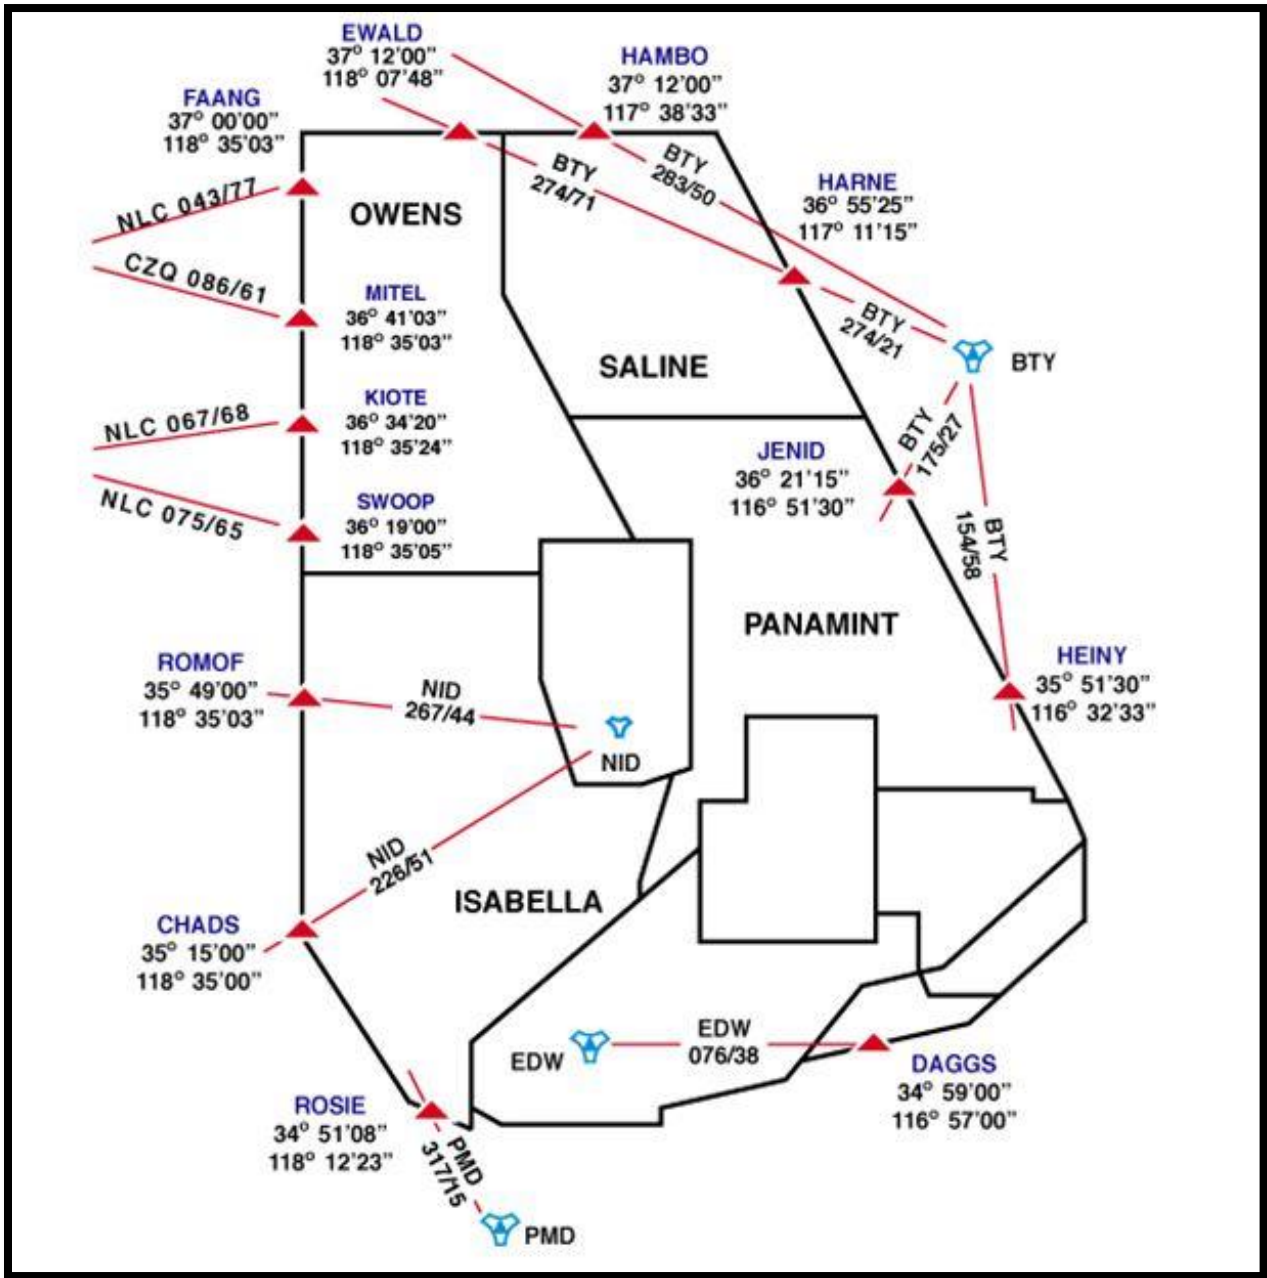 EWALD
37° 12'00"
118° 07'48"
HAMBO
37° 12'00"
117° 38'33"
FAANG
37° 00'00"
118° 35'03"
BTY
274/71
BTY
283/50
HARNE
36° 55'25"
117° 11'15"
NLC 043/77
OWENS
CZQ 086/61
MITEL
36° 41'03"
118° 35'03"
BTY
274/21
BTY
SALINE
KIOTE
36° 34'20"
118° 35'24"
NLC 067/68
BTY
175/27
JENID
36° 21'15"
116° 51'30"
NLC 075/65
SWOOP
36° 19'00"
118° 35'05"
BTY
154/58
PANAMINT
ROMOF
35° 49'00"
118° 35'03"
NID
267/44
HEINY
35° 51'30"
116° 32'33"
NID
NID
226/51
ISABELLA
CHADS
35° 15'00"
118° 35'00"
EDW
EDW
076/38
DAGGS
34° 59'00"
116° 57'00"
ROSIE
34° 51'08"
118° 12'23"
PMD
317/15
PMD